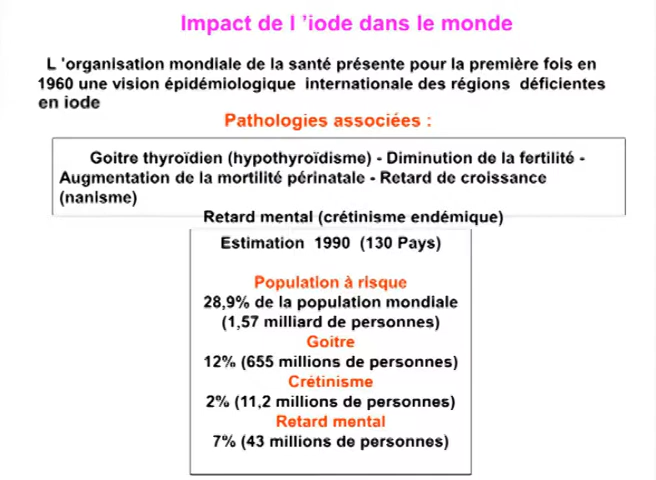 Impact de l 'iode dans le monde
L 'organisation mondiale de la santé présente pour la première fois en
1960 une vision épidémiologique internationale des régions déficientes
en iode
Pathologies associées :
Goitre thyroïdien (hypothyroïdisme) - Diminution de la fertilité -
Augmentation de la mortilité périnatale - Retard de croissance
(nanisme)
Retard mental (crétinisme endémique)
Estimation 1990 (130 Pays)
Population à risque
28,9% de la population mondiale
(1,57 milliard de personnes)
Goitre
12% (655 millions de personnes)
Crétinisme
2% (11,2 millions de personnes)
Retard mental
7% (43 millions de personnes)